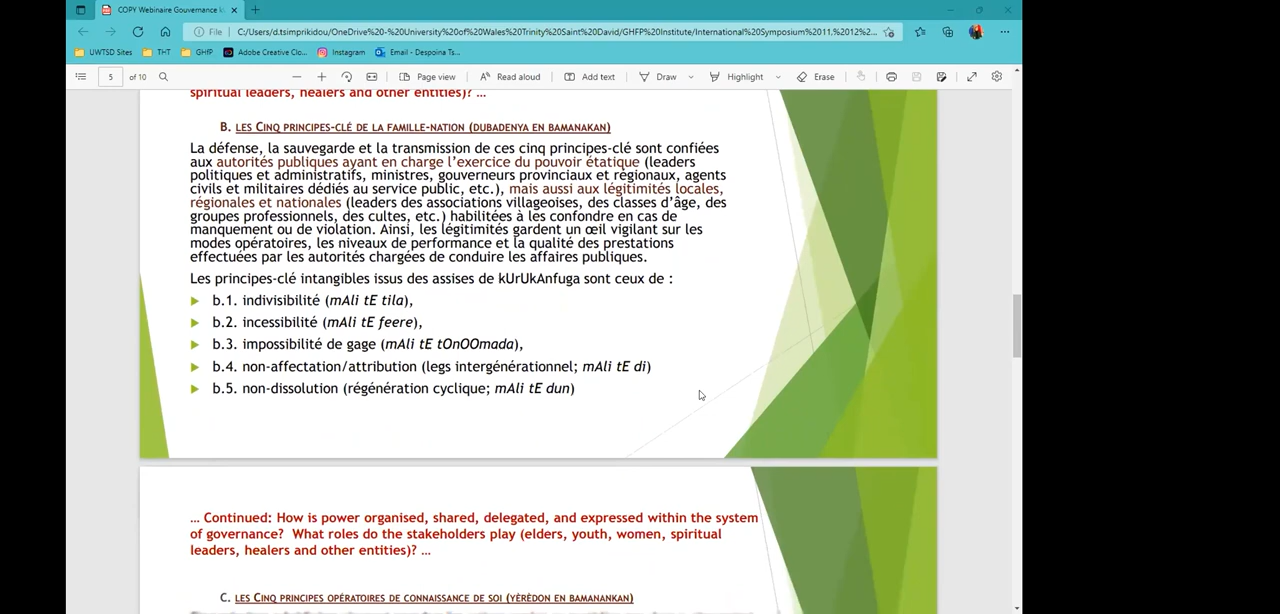 COPY Webinaire Gouvernance k
File
C:/Users/d.tsimprikidou/OneDrive%20-%20University%20of%20Wales%20Trinity%20Saint%20David/GHFP%20Institute/International%20Symposium%2011.%2012%2...
UWTSD Sites
THT
GHfP
Adobe Creative Clo...
Instagram
Email - Despoina Ts...
5 of 10
Page view
Read aloud
Add text
Draw
Highlight
Erase
spiritual leaders, healers and other entities)? …
B. LES CINQ PRINCIPES-CLÉ DE LA FAMILLE-NATION (DUBADENYA EN BAMANAKAN)
La défense, la sauvegarde et la transmission de ces cinq principes-clé sont confiées
aux autorités publiques ayant en charge l’exercice du pouvoir étatique (leaders
politiques et administratifs, ministres, gouverneurs provinciaux et régionaux, agents
civils et militaires dédiés au service public, etc.), mais aussi aux légitimités locales,
régionales et nationales (leaders des associations villageoises, des classes d’âge, des
groupes professionnels, des cultes, etc.) habilitées à les confondre en cas de
manquement ou de violation. Ainsi, les légitimités gardent un œil vigilant sur les
modes opératoires, les niveaux de performance et la qualité des prestations
effectuées par les autorités chargées de conduire les affaires publiques.
Les principes-clé intangibles issus des assises de kUrUkAnfuga sont ceux de :
b.1. indivisibilité (mAli tE tila),
b.2. incessibilité (mAli tE feere),
b.3. impossibilité de gage (mAli tE tOnOOmada),
b.4. non-affectation/attribution (legs intergénérationnel; mAli tE di)
b.5. non-dissolution (régénération cyclique; mAli tE dun)
… Continued: How is power organised, shared, delegated, and expressed within the system
of governance? What roles do the stakeholders play (elders, youth, women, spiritual
leaders, healers and other entities)? …
C. LES CINQ PRINCIPES OPÉRATOIRES DE CONNAISSANCE DE SOI (YÈRÈDON EN BAMANANKAN)